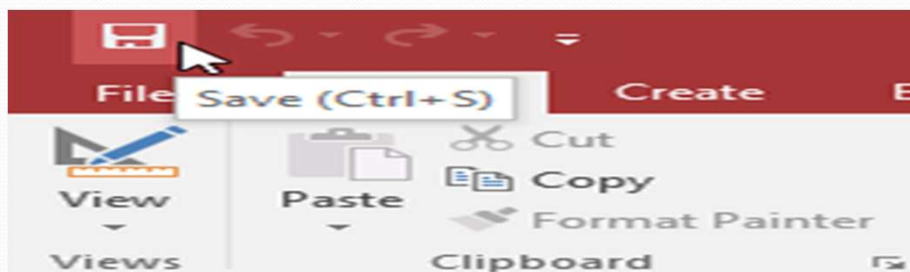 File Save (Ctrl+S) Create
View Paste Cut
Copy
Format Painter
Views Clipboard